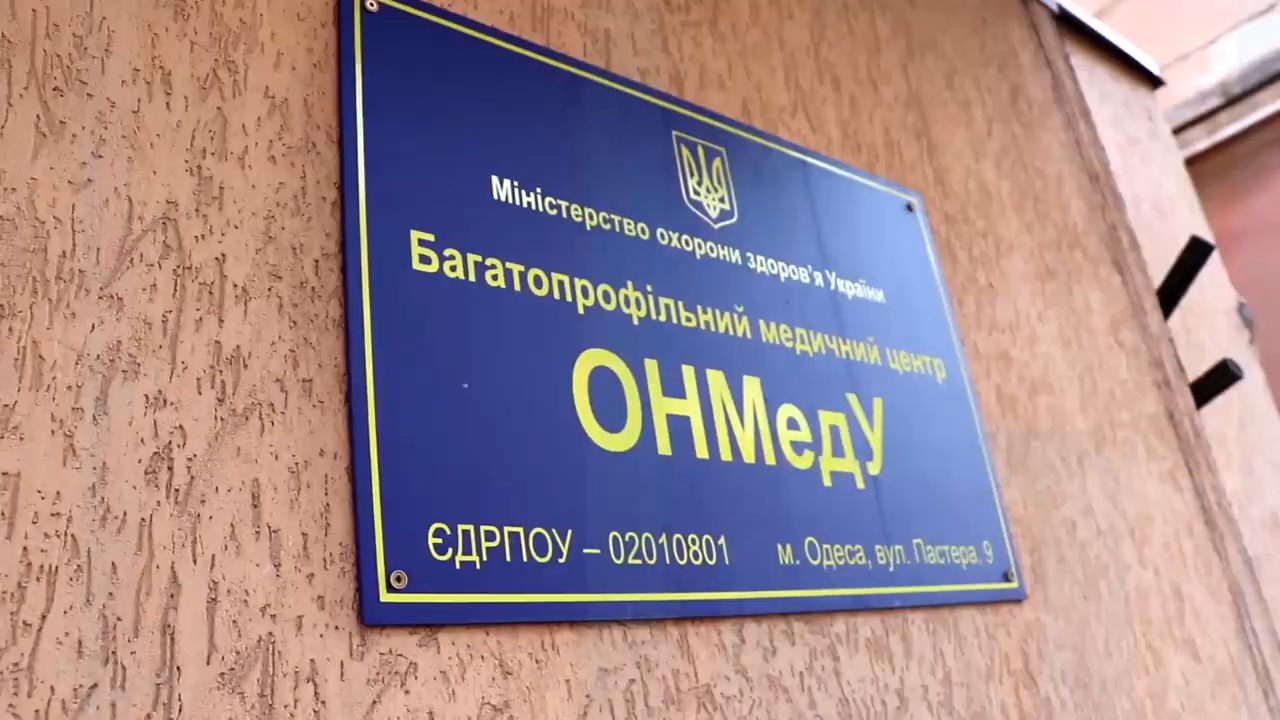 Міністерство охорони здоров'я України
Багатопрофільний медичний центр
ОНМедУ
ЄДРПОУ – 02010801 м. Одеса, вул. Пастера, 9